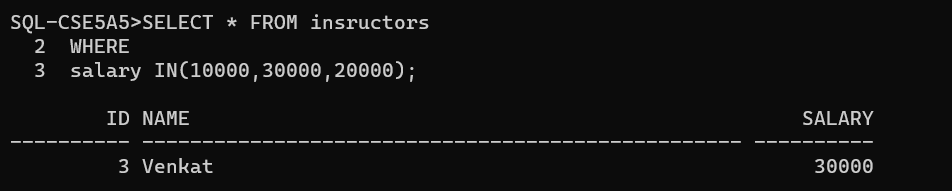 SQL-CSE5A5>SELECT * FROM insructors
  2  WHERE
  3  salary IN(10000,30000,20000);
        ID NAME                                                   SALARY
---------- -------------------------------------------------- ----------
         3 Venkat                                                  30000